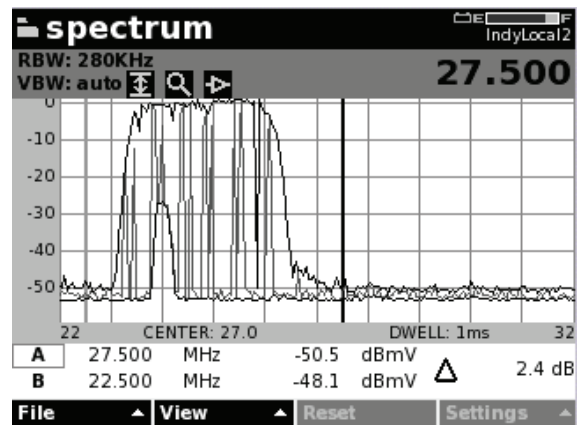 spectrum
E F
IndyLocal2
RBW: 280KHz
VBW: auto
27.500
0
-10
-20
-30
-40
-50
22 CENTER: 27.0 DWELL: 1ms 32
A 27.500 MHz -50.5 dBmV
B 22.500 MHz -48.1 dBmV
Δ 2.4 dB
File View Reset Settings